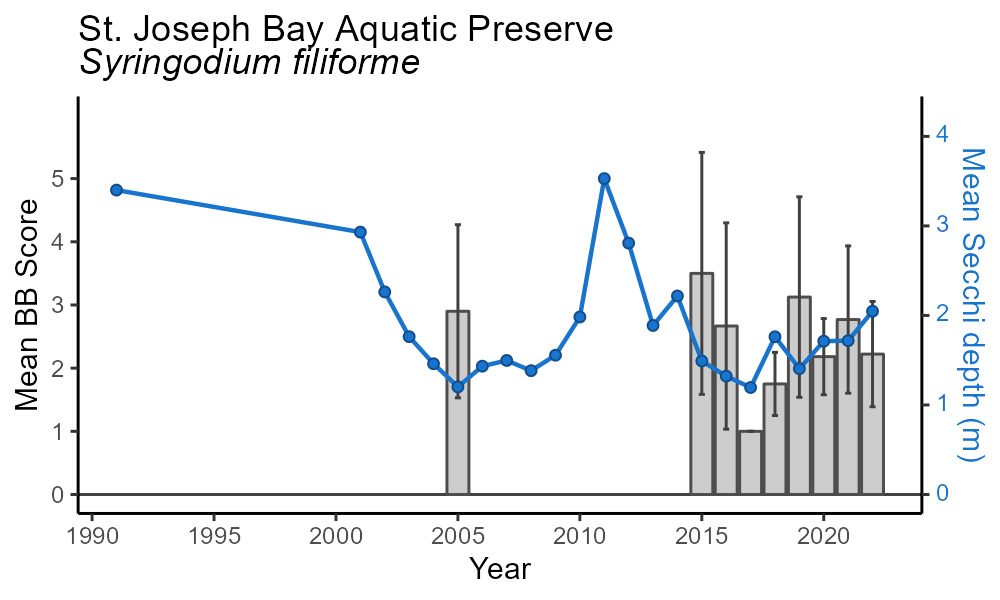 St. Joseph Bay Aquatic Preserve
Syringodium filiforme
Mean BB Score
5
4
3
2
1
0
4
3
2
1
0
Mean Secchi depth (m)
1990 1995 2000 2005 2010 2015 2020
Year